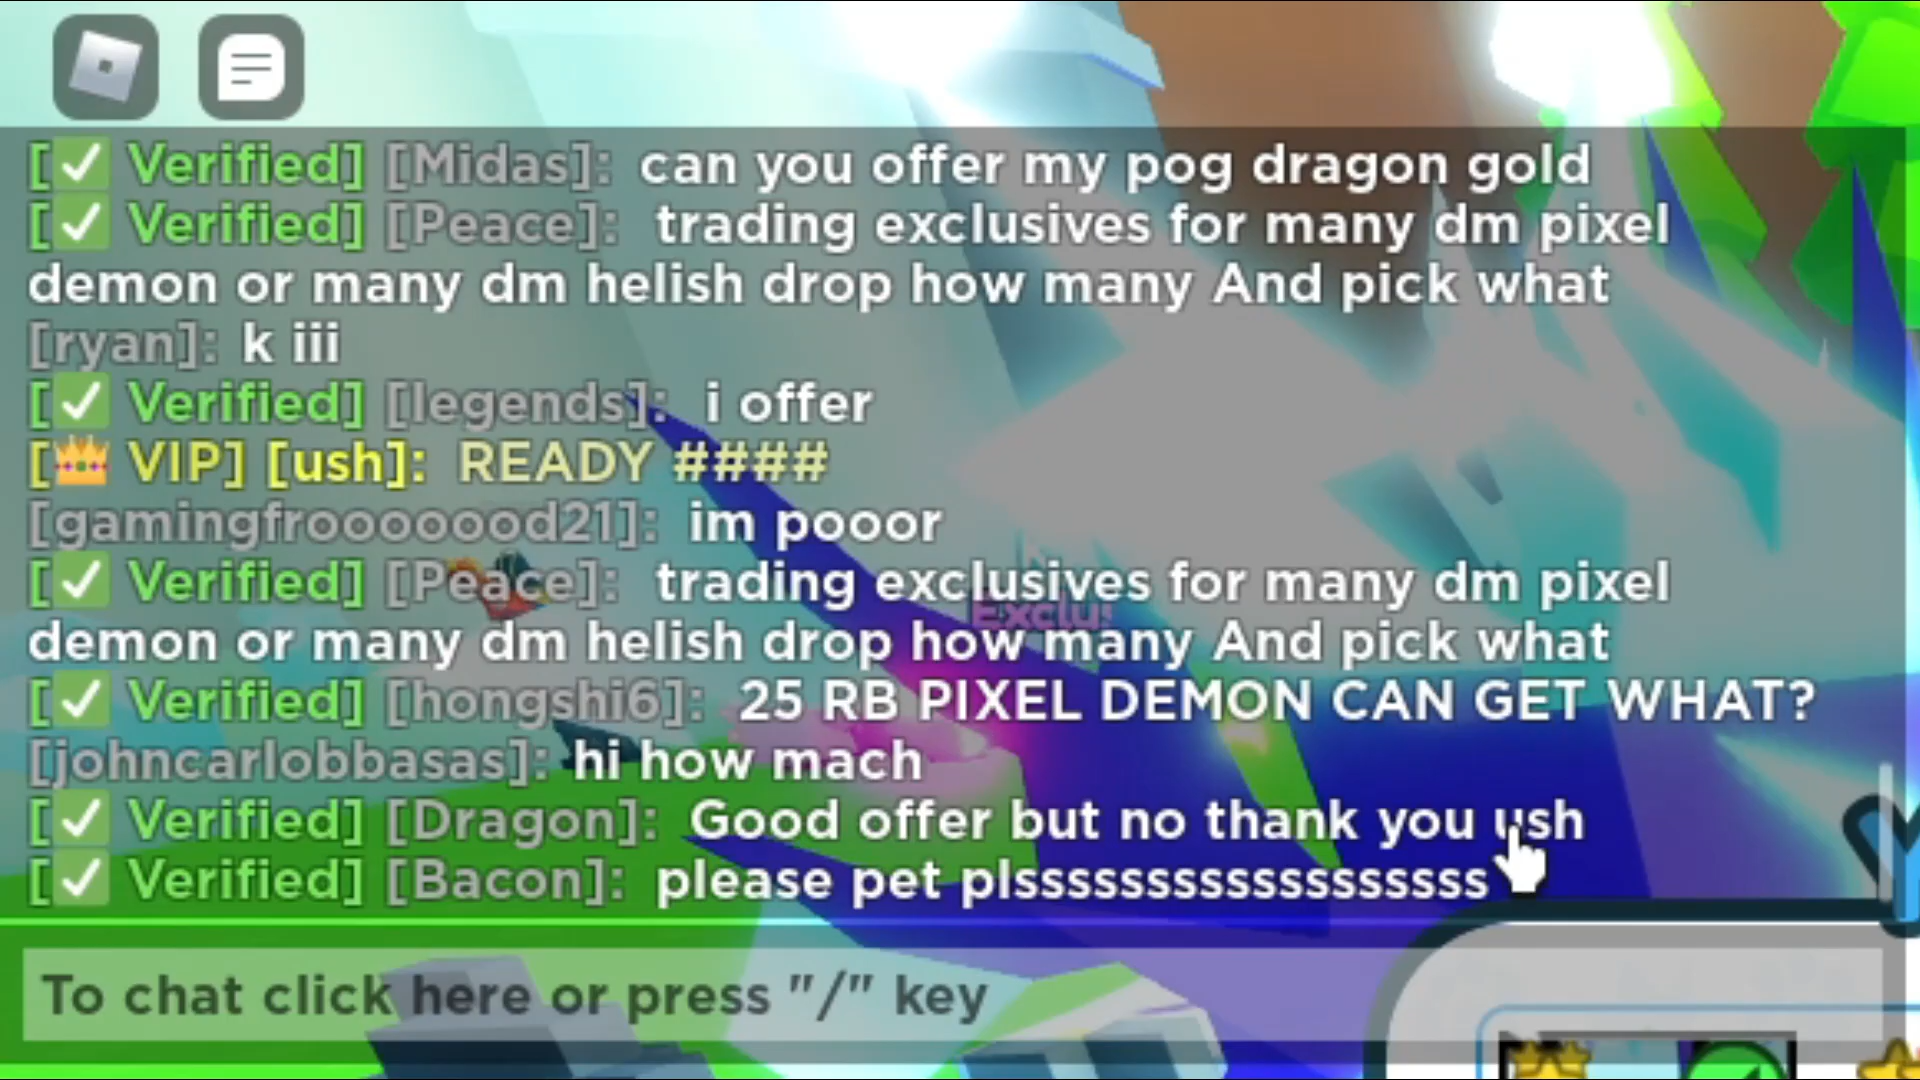 [✓ Verified] [Midas]: can you offer my pog dragon gold
[✓ Verified] [Peace]: trading exclusives for many dm pixel
demon or many dm helish drop how many And pick what
[ryan]: k iii
[✓ Verified] [legends]: i offer
[👑 VIP] [ush]: READY ####
[gamingfrooooood21]: im pooor
[✓ Verified] [Peace]: trading exclusives for many dm pixel
demon or many dm helish drop how many And pick what
[✓ Verified] [hongshi6]: 25 RB PIXEL DEMON CAN GET WHAT?
[johncarlobbasas]: hi how mach
[✓ Verified] [Dragon]: Good offer but no thank you ush
[✓ Verified] [Bacon]: please pet plsssssssssssssssssss
To chat click here or press "/" key